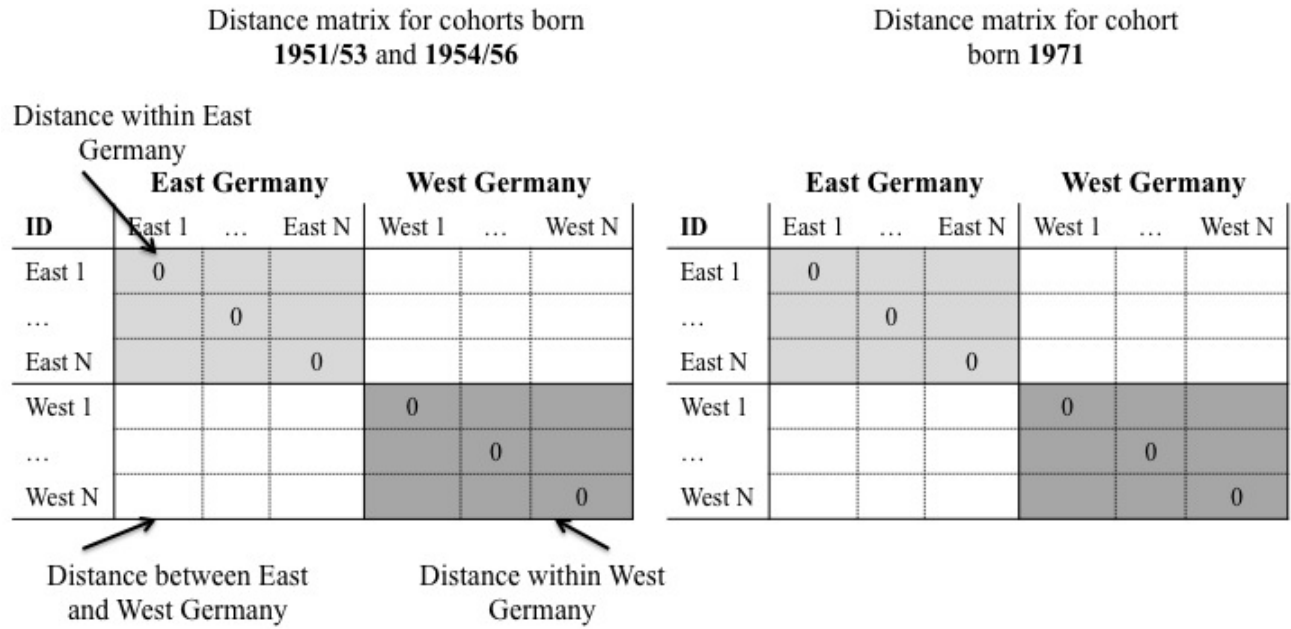 Distance matrix for cohorts born
1951/53 and 1954/56
Distance matrix for cohort
born 1971
Distance within East
Germany
East Germany West Germany
ID East 1 … East N West 1 … West N
East 1 0
… 0
East N 0
West 1 0
… 0
West N 0
Distance between East
and West Germany
Distance within West
Germany
East Germany West Germany
ID East 1 … East N West 1 … West N
East 1 0
… 0
East N 0
West 1 0
… 0
West N 0